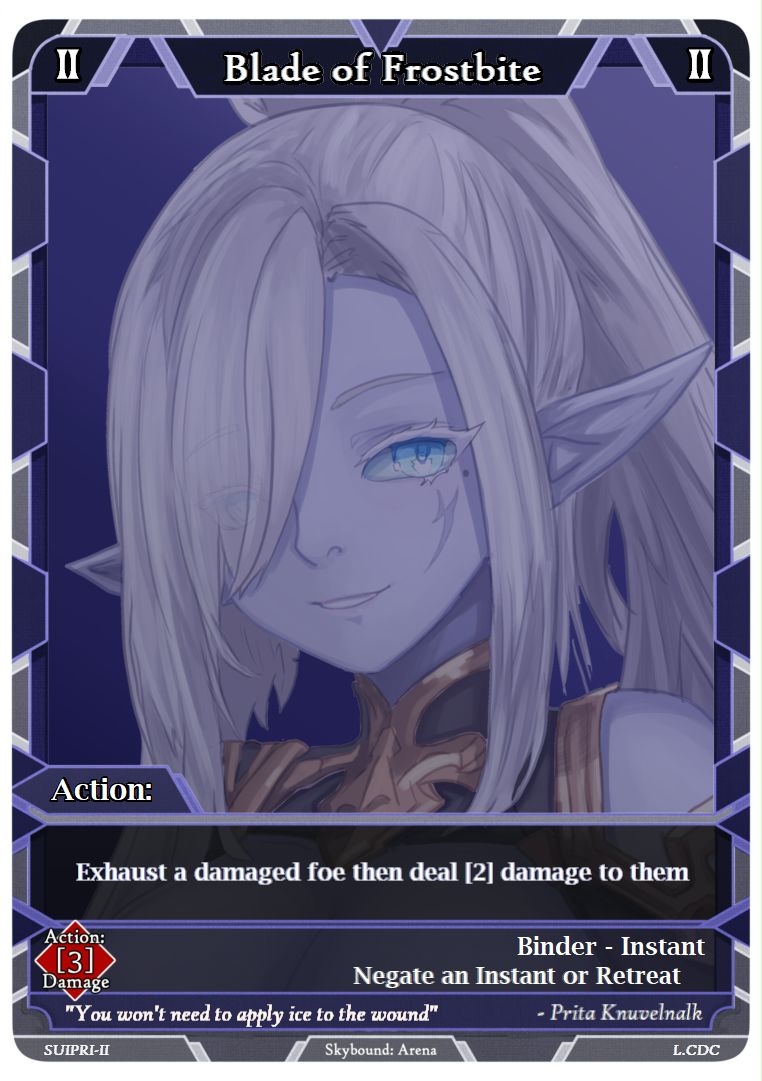 II Blade of Frostbite II
Action:
Exhaust a damaged foe then deal [2] damage to them
Action:
[3]
Damage
Binder - Instant
Negate an Instant or Retreat
"You won't need to apply ice to the wound" - Prita Knuvelnalk
SUIPRI-II Skybound: Arena L.CDC